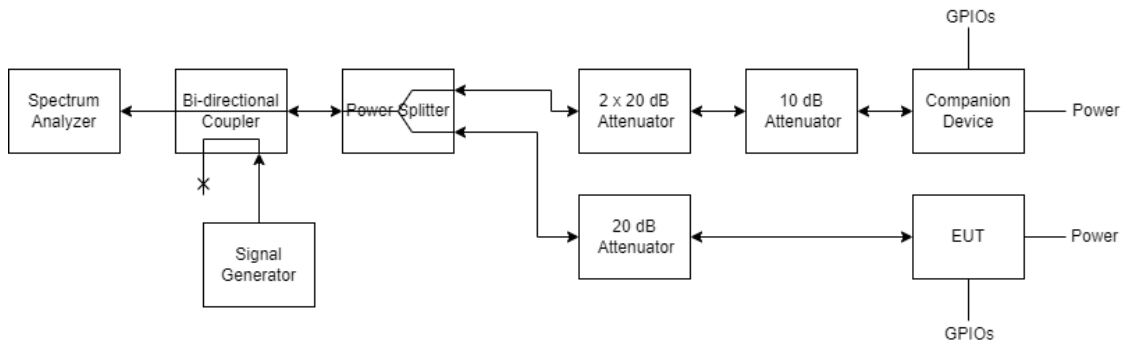 GPIOs
Spectrum
Analyzer
Bi-directional
Coupler
Power Splitter
2 x 20 dB
Attenuator
10 dB
Attenuator
Companion
Device
Power
Signal
Generator
20 dB
Attenuator
EUT
Power
GPIOs